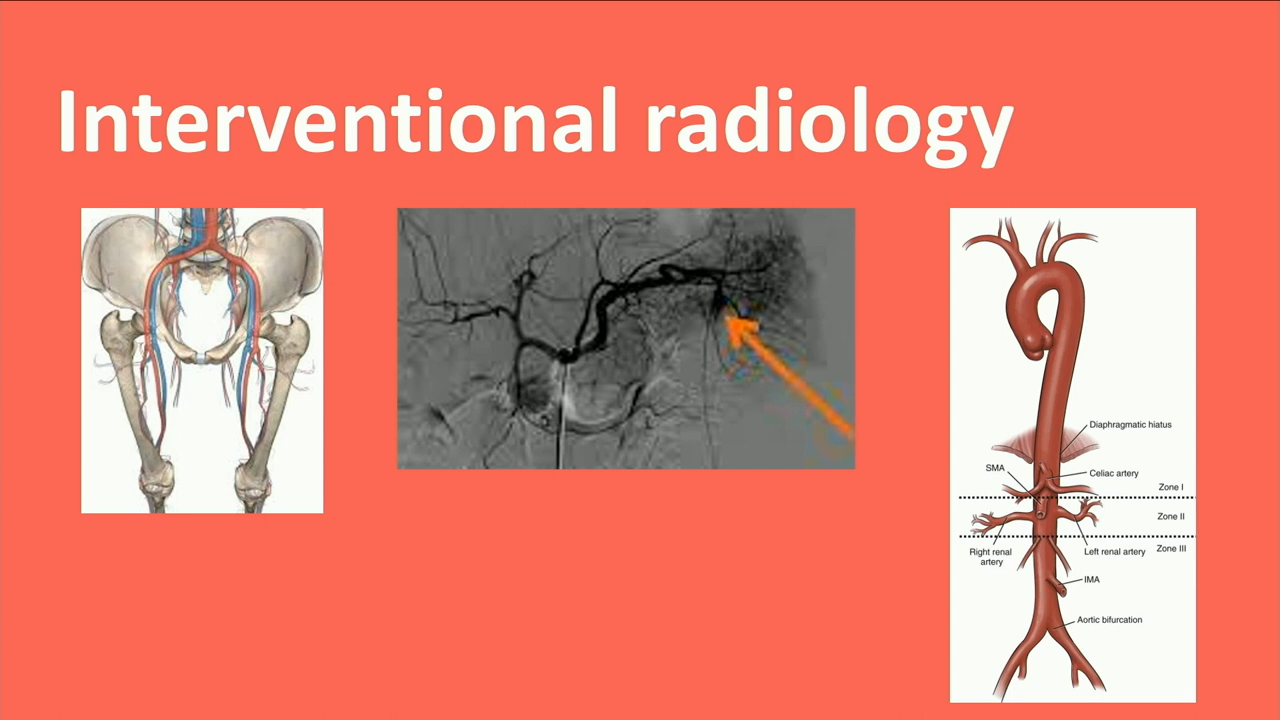 Interventional radiology
Diaphragmatic hiatus
SMA
Celiac artery
Zone I
Zone II
Right renal
artery
Left renal artery
Zone III
IMA
Aortic bifurcation